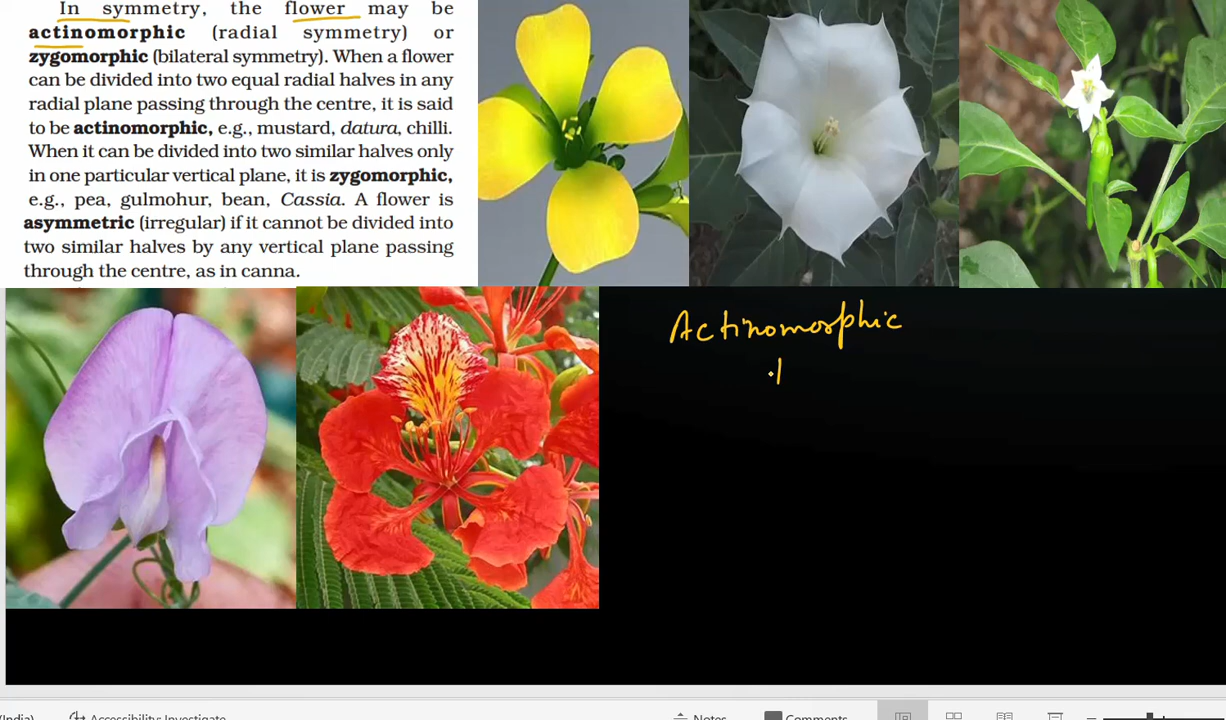 In symmetry, the flower may be
actinomorphic (radial symmetry) or
zygomorphic (bilateral symmetry). When a flower
can be divided into two equal radial halves in any
radial plane passing through the centre, it is said
to be actinomorphic, e.g., mustard, datura, chilli.
When it can be divided into two similar halves only
in one particular vertical plane, it is zygomorphic,
e.g., pea, gulmohur, bean, Cassia. A flower is
asymmetric (irregular) if it cannot be divided into
two similar halves by any vertical plane passing
through the centre, as in canna.
Actinomorphic
(India) Accessibility: Investigate Notes Comments